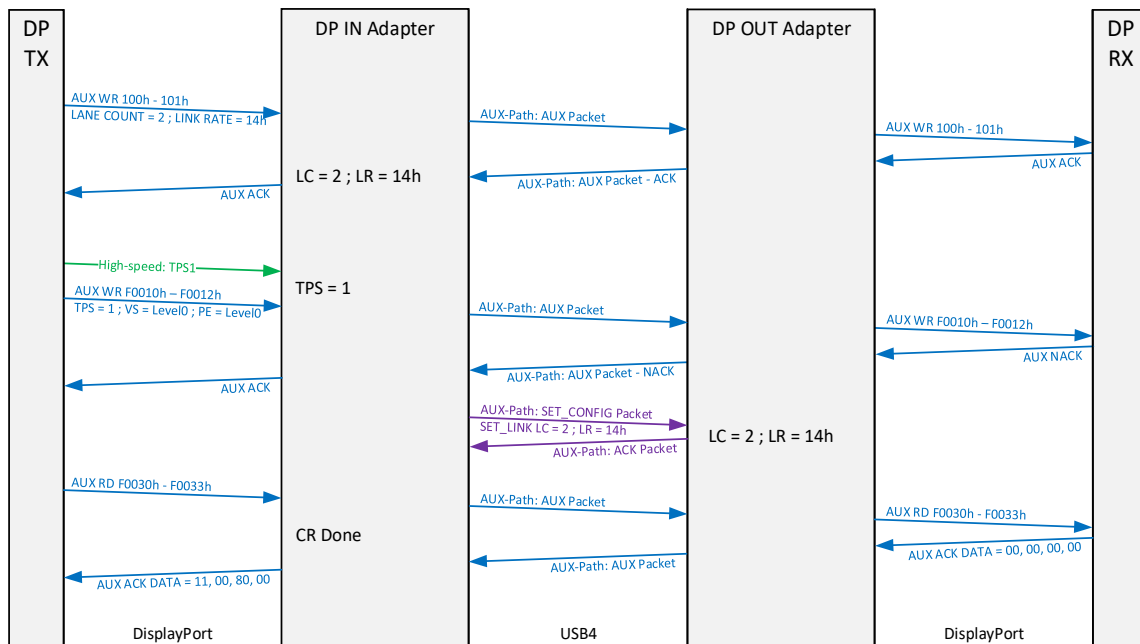 DP
TX
DP IN Adapter
DP OUT Adapter
DP
RX
AUX WR 100h - 101h
LANE COUNT = 2 ; LINK RATE = 14h
AUX-Path: AUX Packet
AUX WR 100h - 101h
AUX ACK
AUX-Path: AUX Packet - ACK
LC = 2 ; LR = 14h
AUX ACK
High-speed: TPS1
TPS = 1
AUX WR F0010h – F0012h
TPS = 1 ; VS = Level0 ; PE = Level0
AUX-Path: AUX Packet
AUX WR F0010h – F0012h
AUX NACK
AUX-Path: AUX Packet - NACK
AUX ACK
AUX-Path: SET_CONFIG Packet
SET_LINK LC = 2 ; LR = 14h
LC = 2 ; LR = 14h
AUX-Path: ACK Packet
AUX RD F0030h - F0033h
AUX-Path: AUX Packet
AUX RD F0030h - F0033h
CR Done
AUX ACK DATA = 00, 00, 00, 00
AUX-Path: AUX Packet
AUX ACK DATA = 11, 00, 80, 00
DisplayPort
USB4
DisplayPort